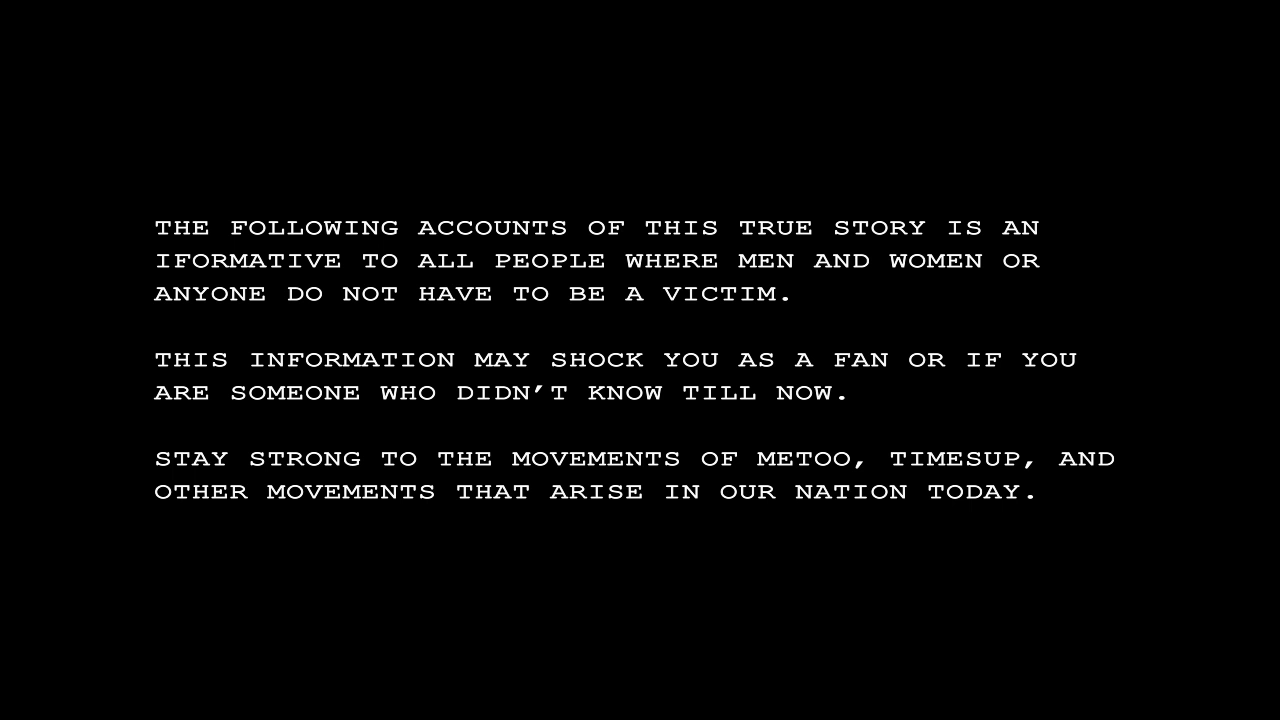 THE FOLLOWING ACCOUNTS OF THIS TRUE STORY IS AN
IFORMATIVE TO ALL PEOPLE WHERE MEN AND WOMEN OR
ANYONE DO NOT HAVE TO BE A VICTIM.
THIS INFORMATION MAY SHOCK YOU AS A FAN OR IF YOU
ARE SOMEONE WHO DIDN’T KNOW TILL NOW.
STAY STRONG TO THE MOVEMENTS OF METOO, TIMESUP, AND
OTHER MOVEMENTS THAT ARISE IN OUR NATION TODAY.